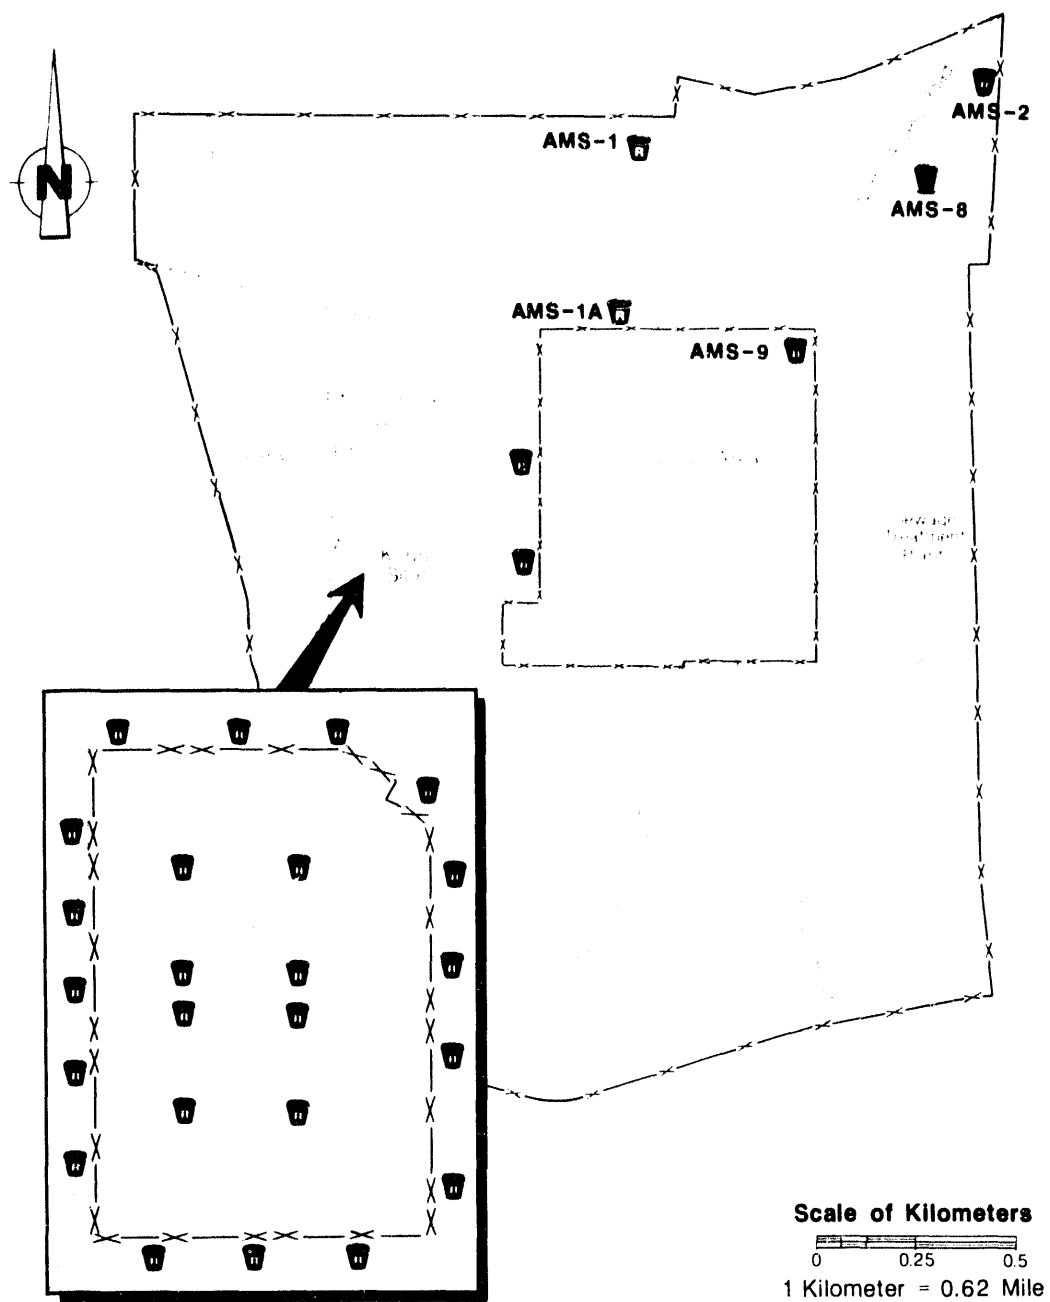 AMS-2
AMS-1
R
AMS-8
N
AMS-1A
R
AMS-9
Scale of Kilometers
0
0.25
0.5
1 Kilometer = 0.62 Mile